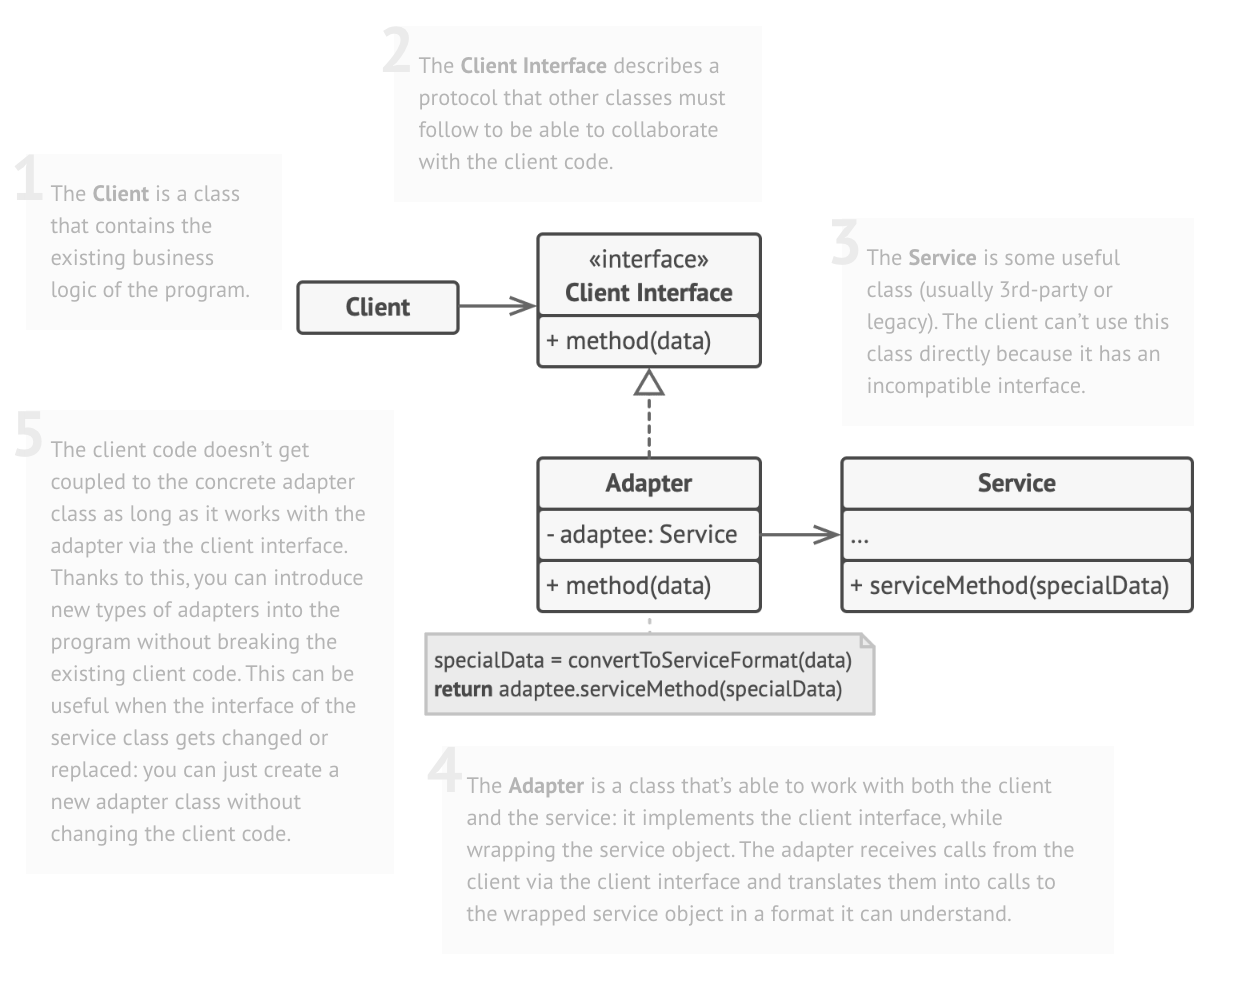 1
The Client is a class
that contains the
existing business
logic of the program.
2
The Client Interface describes a
protocol that other classes must
follow to be able to collaborate
with the client code.
3
The Service is some useful
class (usually 3rd-party or
legacy). The client can’t use this
class directly because it has an
incompatible interface.
Client
«interface»
Client Interface
+ method(data)
Adapter
- adaptee: Service
+ method(data)
Service
...
+ serviceMethod(specialData)
specialData = convertToServiceFormat(data)
return adaptee.serviceMethod(specialData)
4
The Adapter is a class that’s able to work with both the client
and the service: it implements the client interface, while
wrapping the service object. The adapter receives calls from the
client via the client interface and translates them into calls to
the wrapped service object in a format it can understand.
5
The client code doesn’t get
coupled to the concrete adapter
class as long as it works with the
adapter via the client interface.
Thanks to this, you can introduce
new types of adapters into the
program without breaking the
existing client code. This can be
useful when the interface of the
service class gets changed or
replaced: you can just create a
new adapter class without
changing the client code.